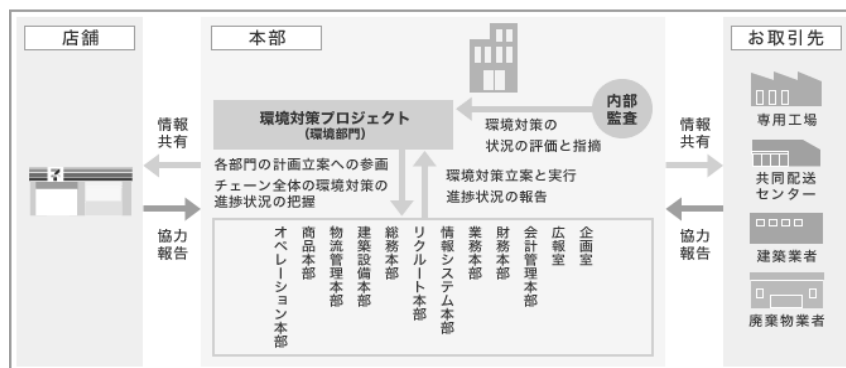 店舗
本部
お取引先
情報
共有
協力
報告
7
環境対策プロジェクト
(環境部門)
内部
監査
環境対策の
状況の評価と指摘
各部門の計画立案への参画
チェーン全体の環境対策の
進捗状況の把握
環境対策立案と実行
進捗状況の報告
オペレーション本部
商品本部
物流管理本部
建築設備本部
総務本部
リクルート本部
情報システム本部
業務本部
財務本部
会計管理本部
広報室
企画室
情報
共有
協力
報告
専用工場
共同配送
センター
建築業者
廃棄物業者